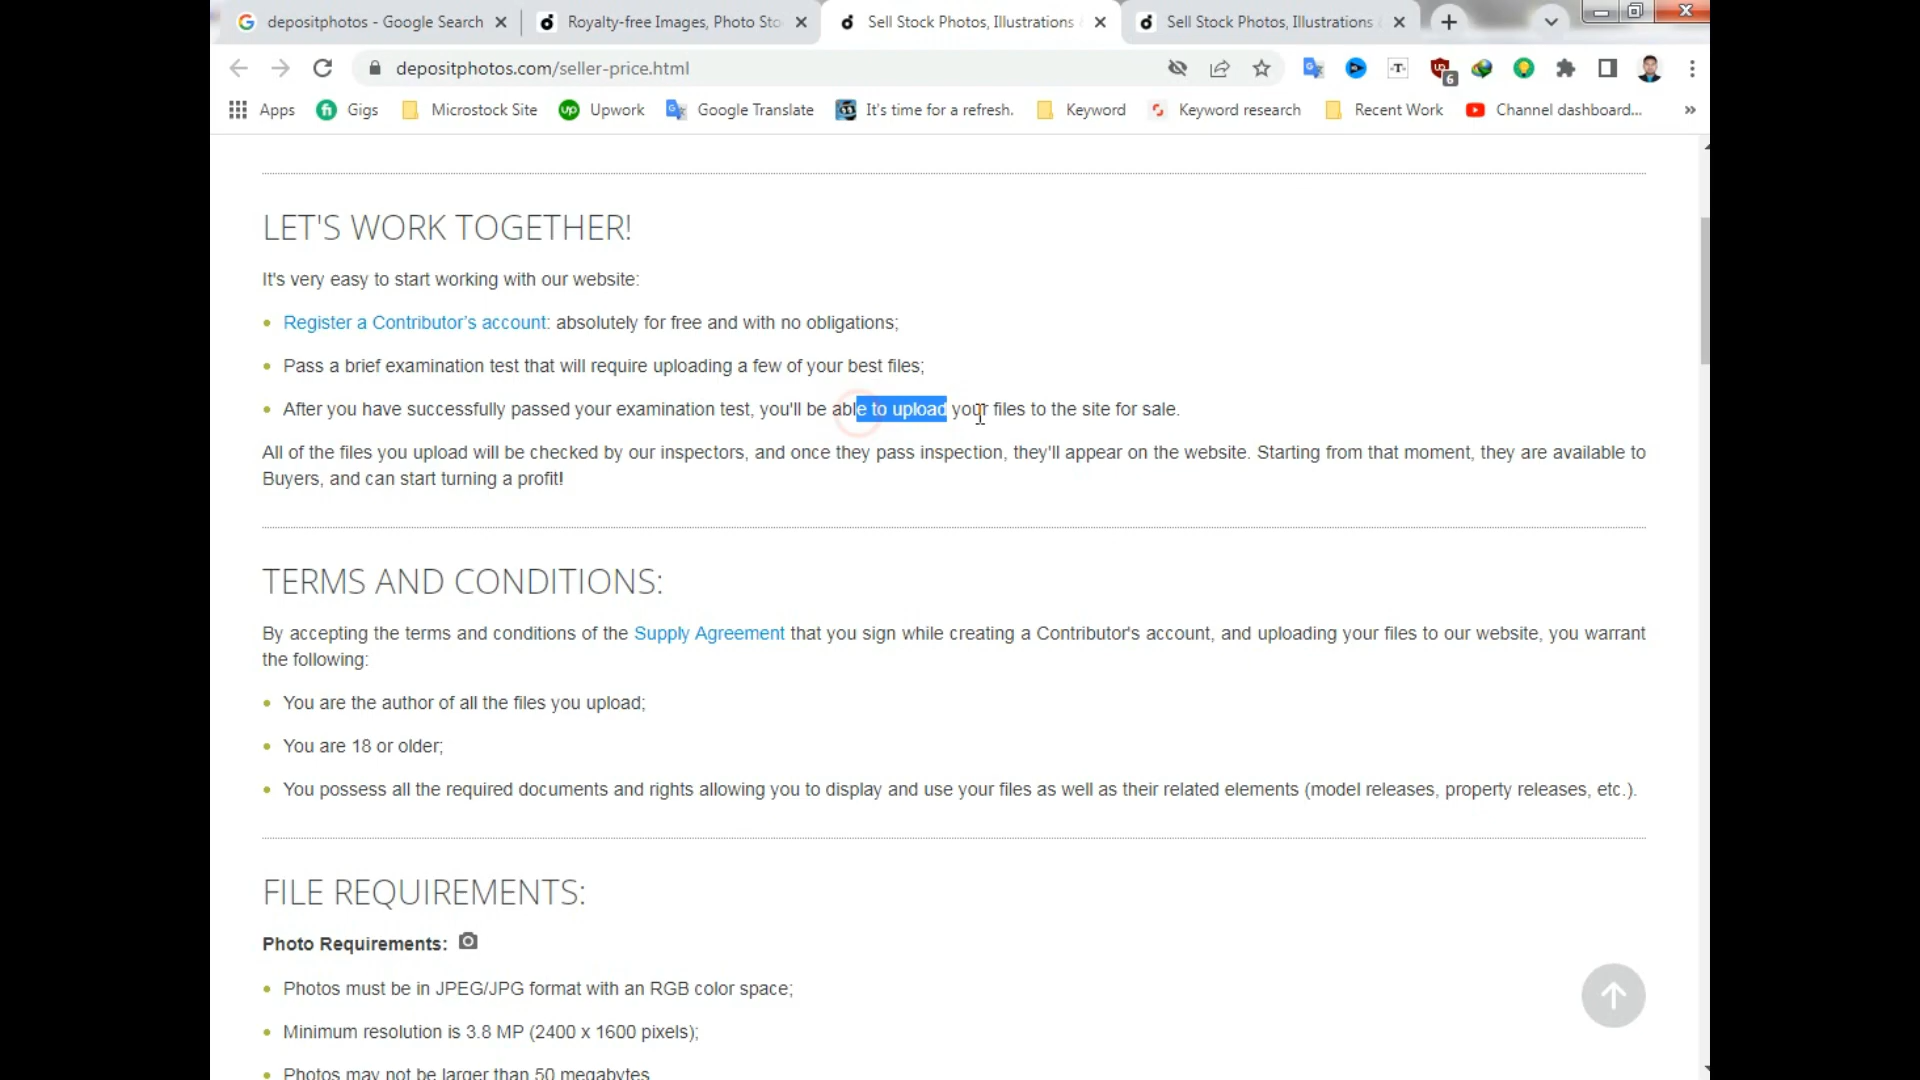 depositphotos - Google Search
Royalty-free Images, Photo Sto
Sell Stock Photos, Illustrations
Sell Stock Photos, Illustrations
depositphotos.com/seller-price.html
6
Apps
Gigs
Microstock Site
Upwork
Google Translate
It's time for a refresh.
Keyword
Keyword research
Recent Work
Channel dashboard...
LET'S WORK TOGETHER!
It's very easy to start working with our website:
Register a Contributor's account: absolutely for free and with no obligations;
Pass a brief examination test that will require uploading a few of your best files;
After you have successfully passed your examination test, you'll be able to upload your files to the site for sale.
All of the files you upload will be checked by our inspectors, and once they pass inspection, they'll appear on the website. Starting from that moment, they are available to
Buyers, and can start turning a profit!
TERMS AND CONDITIONS:
By accepting the terms and conditions of the Supply Agreement that you sign while creating a Contributor's account, and uploading your files to our website, you warrant
the following:
You are the author of all the files you upload;
You are 18 or older;
You possess all the required documents and rights allowing you to display and use your files as well as their related elements (model releases, property releases, etc.).
FILE REQUIREMENTS:
Photo Requirements:
Photos must be in JPEG/JPG format with an RGB color space;
Minimum resolution is 3.8 MP (2400 x 1600 pixels);
Photos may not be larger than 50 megabytes